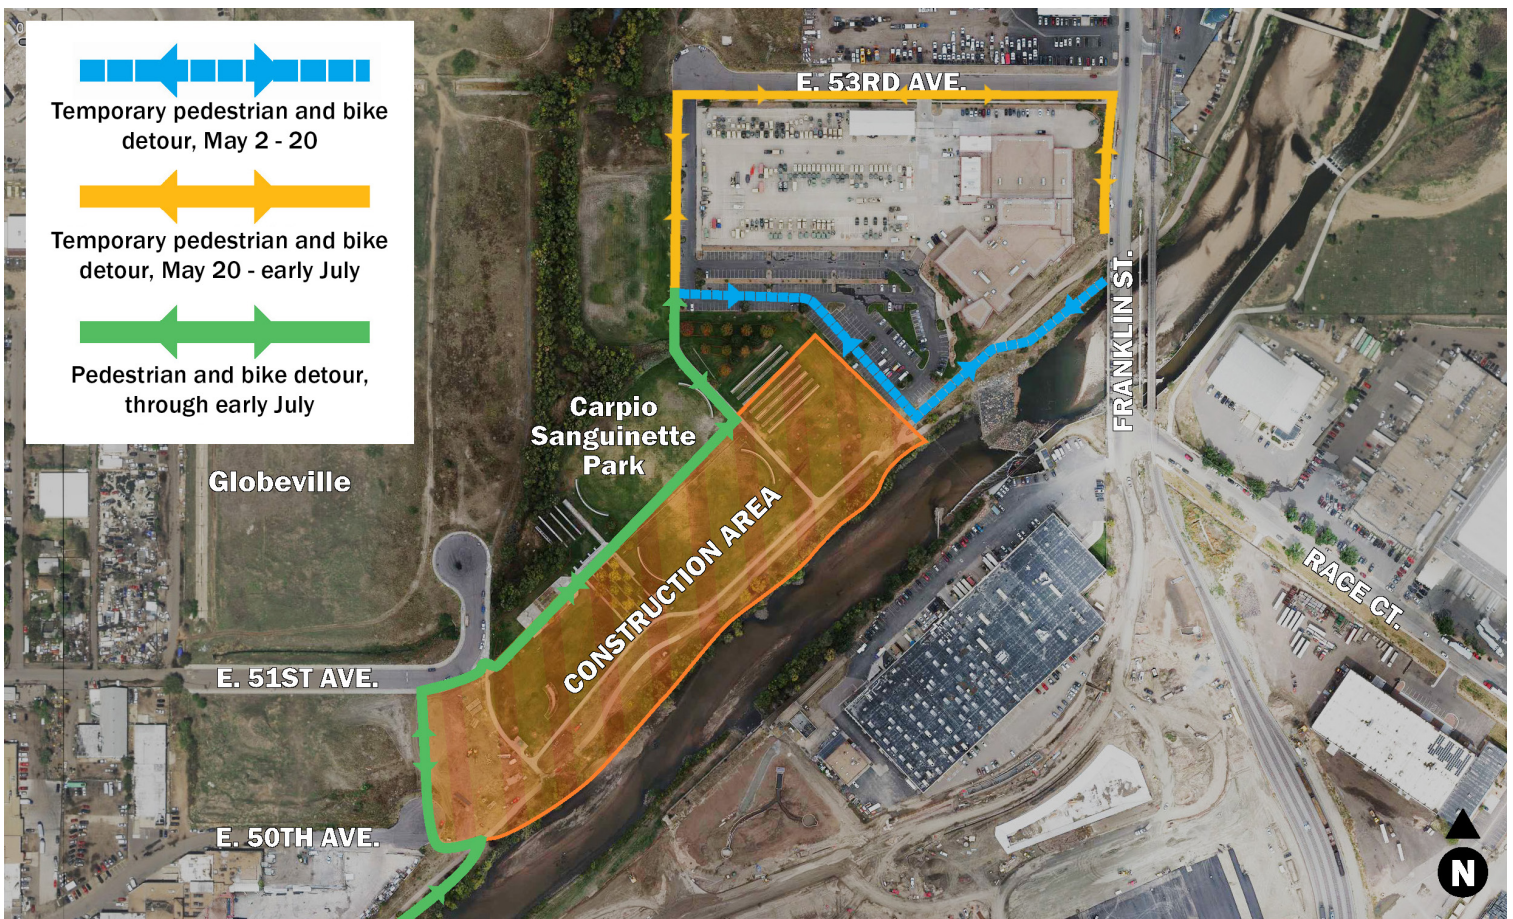 Temporary pedestrian and bike
detour, May 2 - 20
Temporary pedestrian and bike
detour, May 20 - early July
Pedestrian and bike detour,
through early July
E. 53RD AVE.
FRANKLIN ST.
Carpio
Sanguinette
Park
Globeville
CONSTRUCTION AREA
RACE CT.
E. 51ST AVE.
E. 50TH AVE.
N